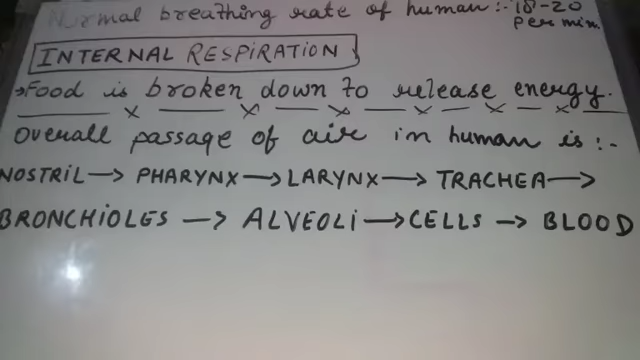 Normal breathing rate of human :- 18-20
per min.
INTERNAL RESPIRATION
→Food is broken down to release energy.
Overall passage of air in human is :-
NOSTRIL → PHARYNX → LARYNX → TRACHEA →
BRONCHIOLES → ALVEOLI → CELLS → BLOOD